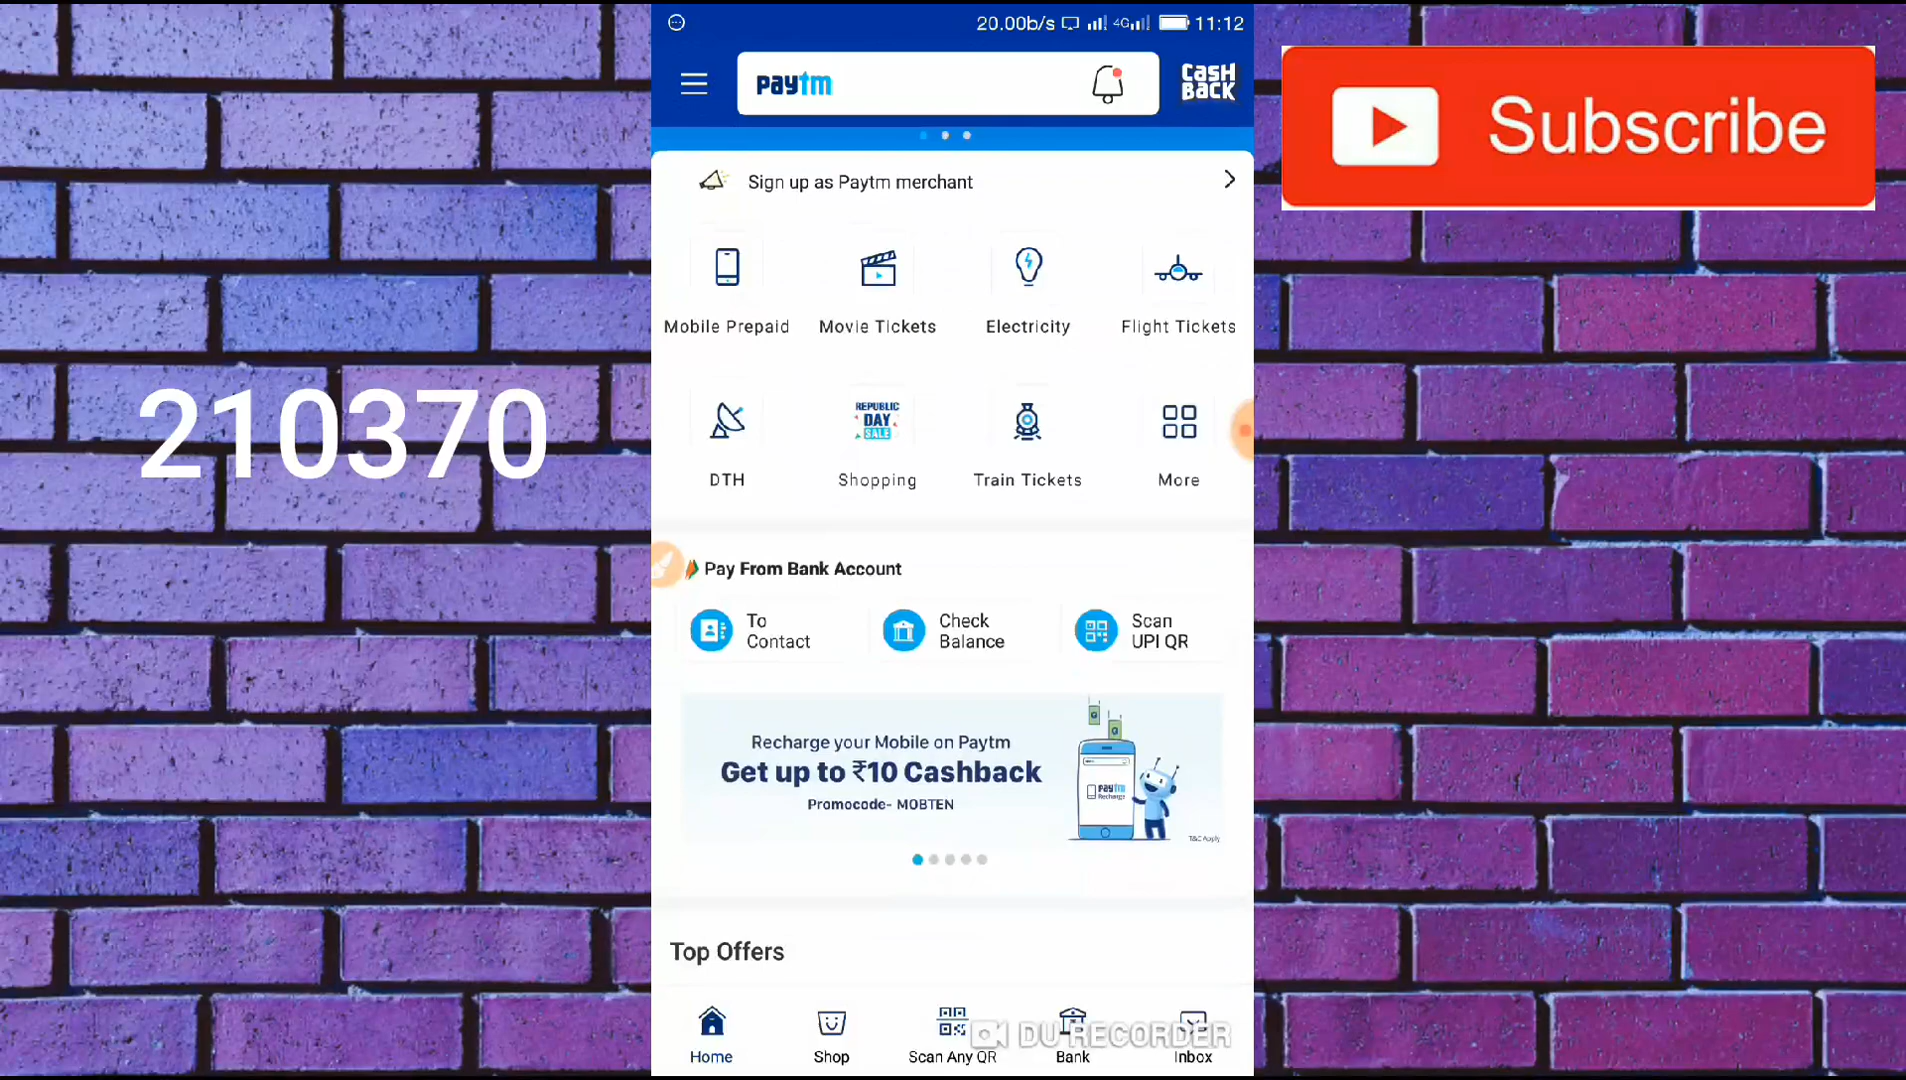 20.00b/s 4G 11:12
paytm
CASH
BACK
Subscribe
Sign up as Paytm merchant
Mobile Prepaid Movie Tickets Electricity Flight Tickets
210370
REPUBLIC
DAY
SALE
DTH Shopping Train Tickets More
Pay From Bank Account
To
Contact
Check
Balance
Scan
UPI QR
Recharge your Mobile on Paytm
Get up to ₹10 Cashback
Promocode- MOBTEN
paytm
Recharge
T&C Apply
Top Offers
DU RECORDER
Home Shop Scan Any QR Bank Inbox